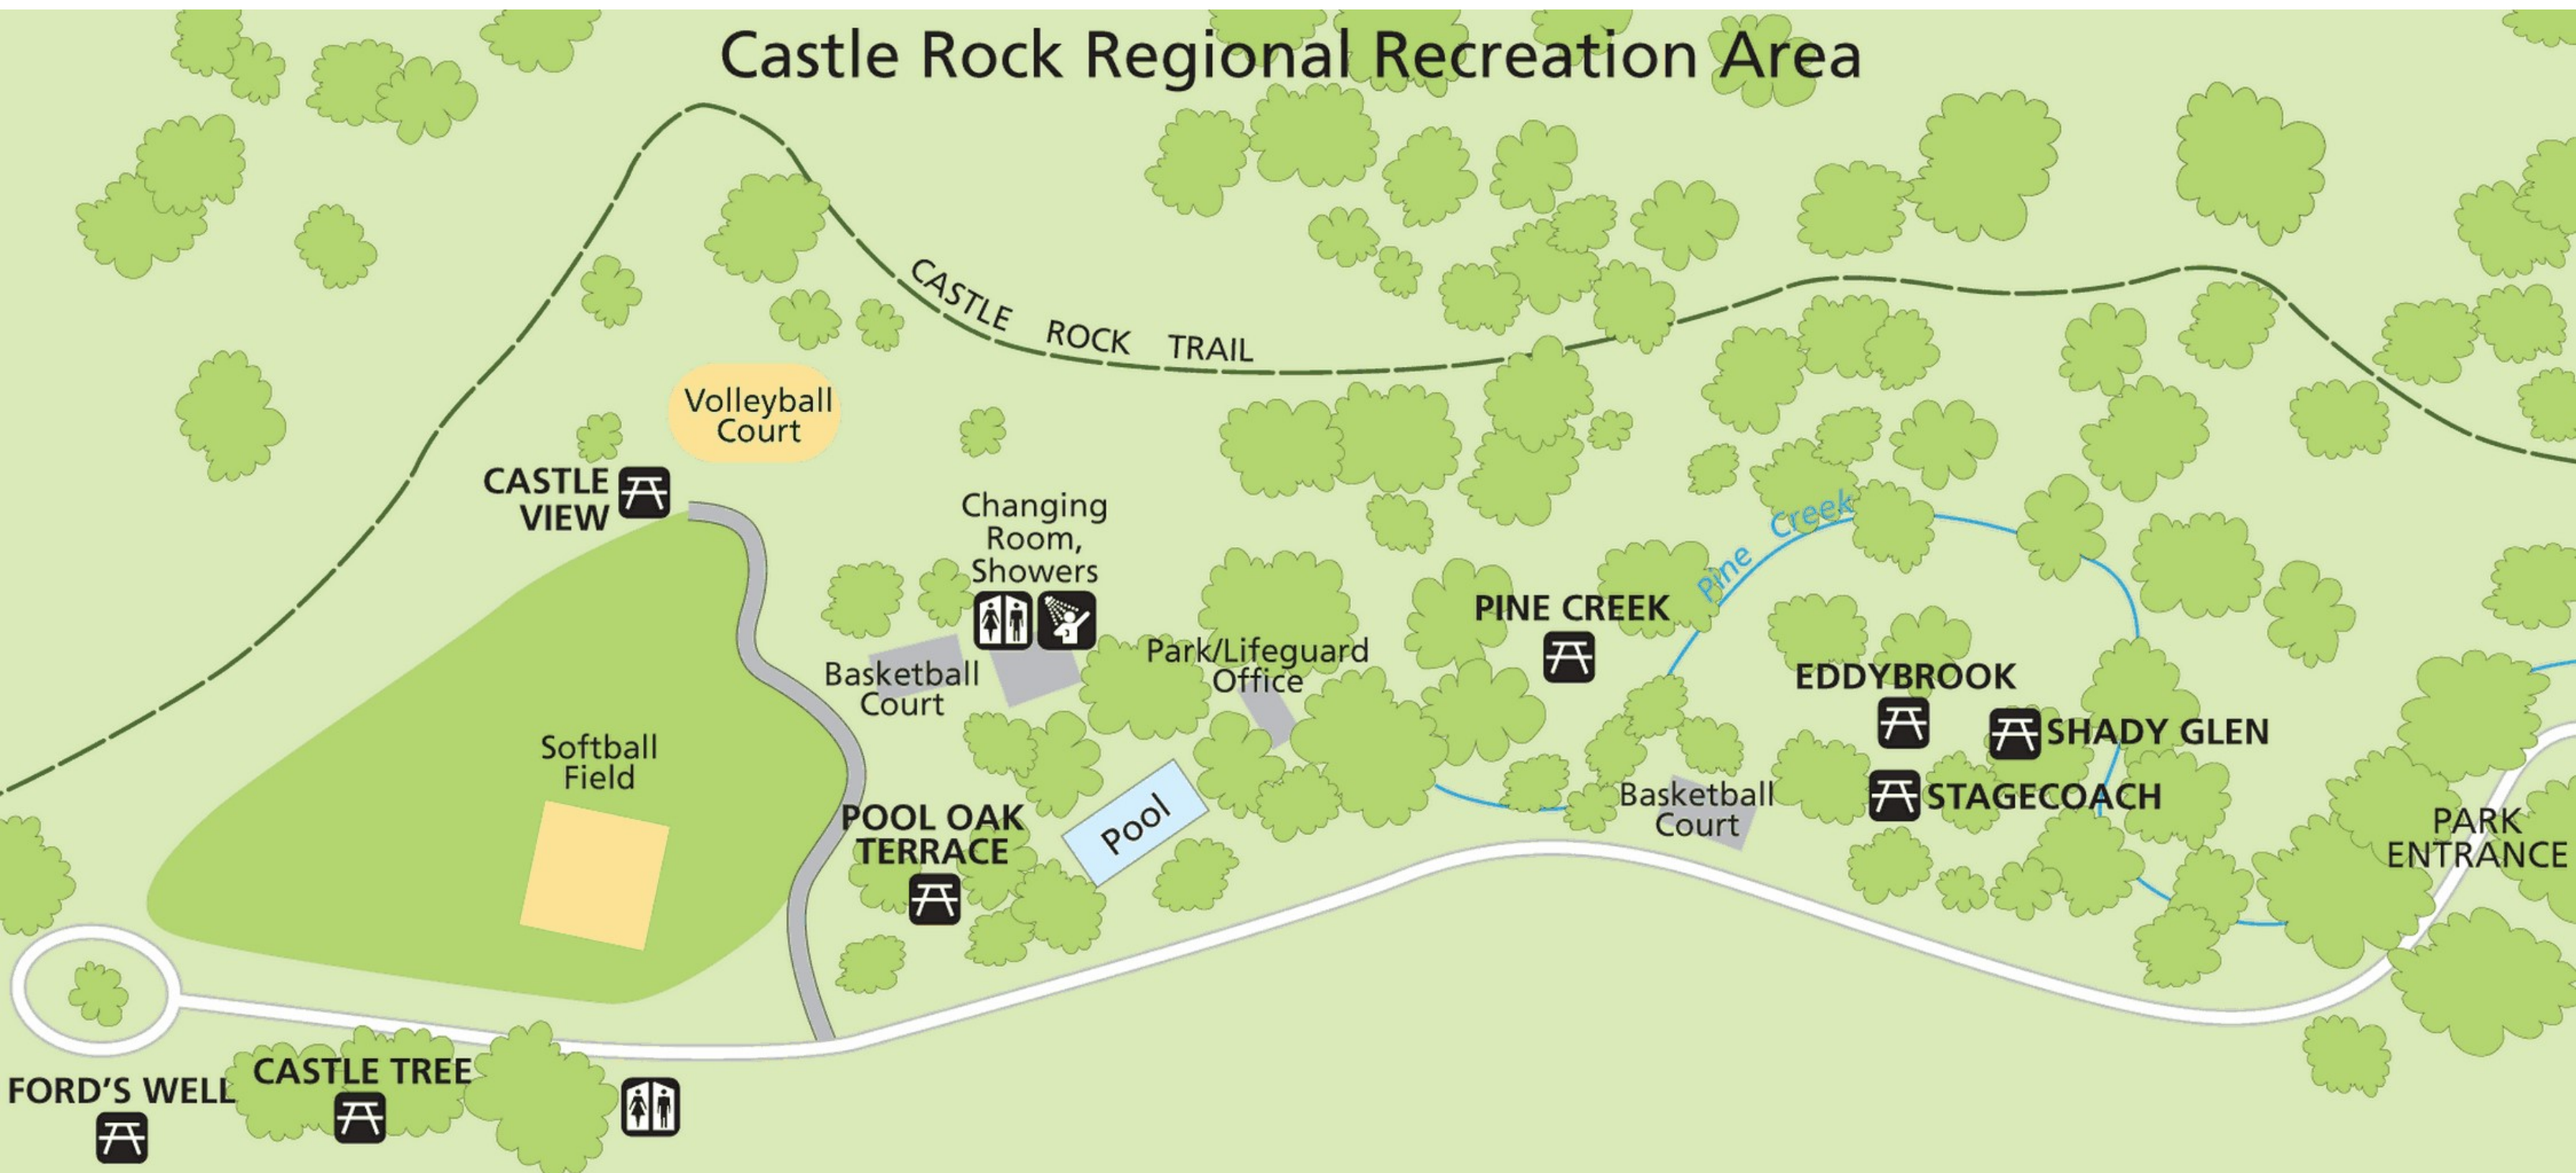 Castle Rock Regional Recreation Area
CASTLE ROCK TRAIL
Volleyball
Court
CASTLE
VIEW
Changing
Room,
Showers
Pine Creek
PINE CREEK
Park/Lifeguard
Office
Basketball
Court
EDDYBROOK
SHADY GLEN
Softball
Field
STAGECOACH
Basketball
Court
POOL OAK
TERRACE
Pool
PARK
ENTRANCE
CASTLE TREE
FORD'S WELL